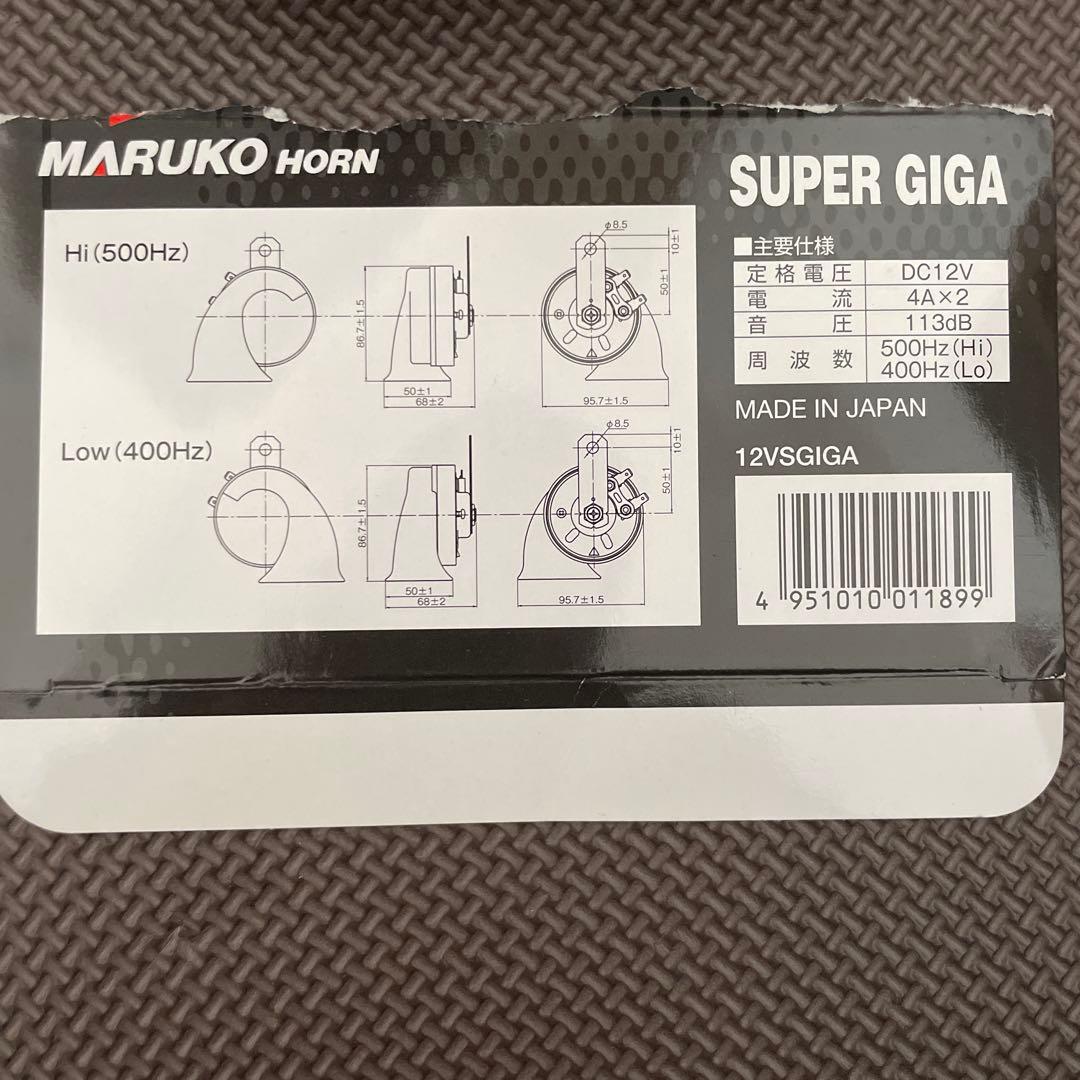 MARUKO HORN
SUPER GIGA
Hi(500Hz)
φ8.5
10±1
50±1
86.7±1.5
50±1
68±2
95.7±1.5
Low(400Hz)
φ8.5
10±1
50±1
86.7±1.5
50±1
68±2
95.7±1.5
■主要仕様
定格電圧 DC12V
電流 4A×2
音圧 113dB
周波数 500Hz(Hi)
400Hz(Lo)
MADE IN JAPAN
12VSGIGA
4 951010 011899